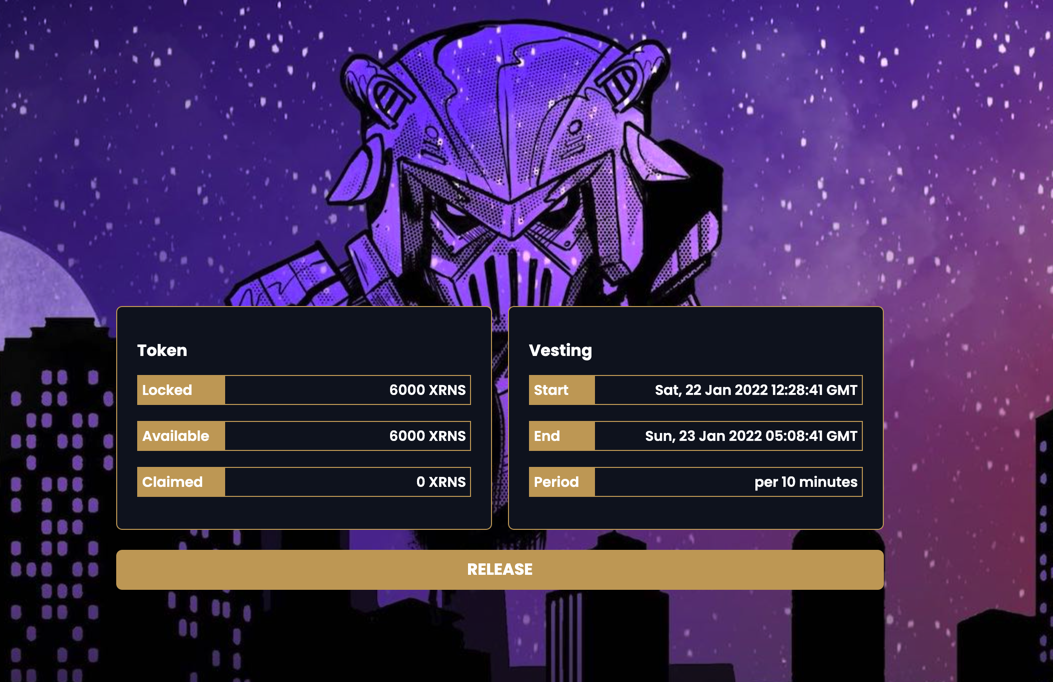 Token
Locked 6000 XRNS
Available 6000 XRNS
Claimed 0 XRNS
Vesting
Start Sat, 22 Jan 2022 12:28:41 GMT
End Sun, 23 Jan 2022 05:08:41 GMT
Period per 10 minutes
RELEASE